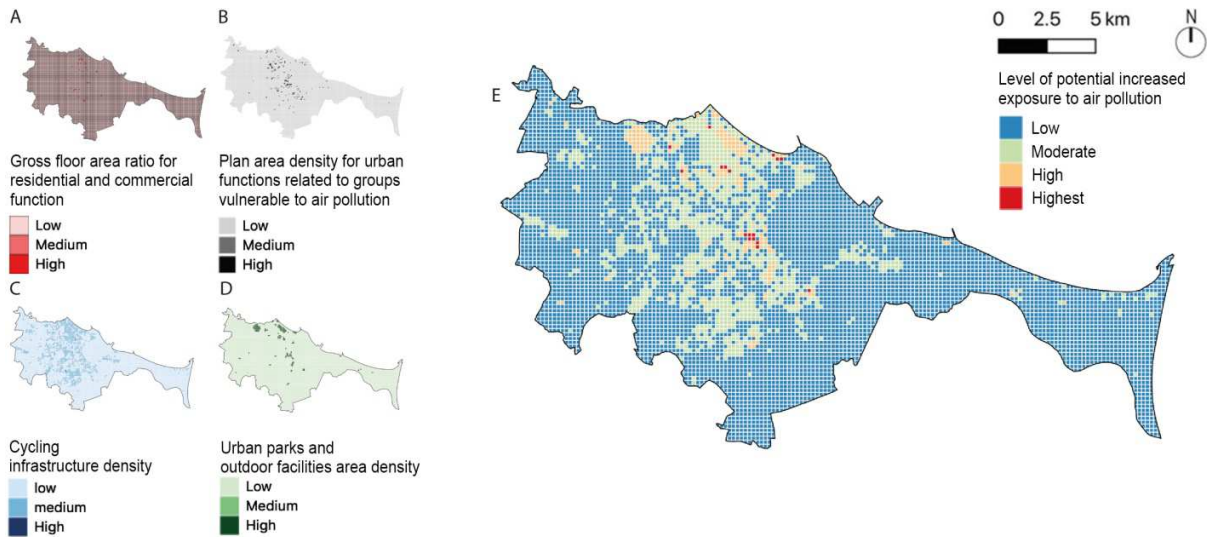 A
B
Gross floor area ratio for
residential and commercial
function
Low
Medium
High
Plan area density for urban
functions related to groups
vulnerable to air pollution
Low
Medium
High
C
D
Cycling
infrastructure density
low
medium
High
Urban parks and
outdoor facilities area density
Low
Medium
High
E
0 2.5 5 km
N
Level of potential increased
exposure to air pollution
Low
Moderate
High
Highest